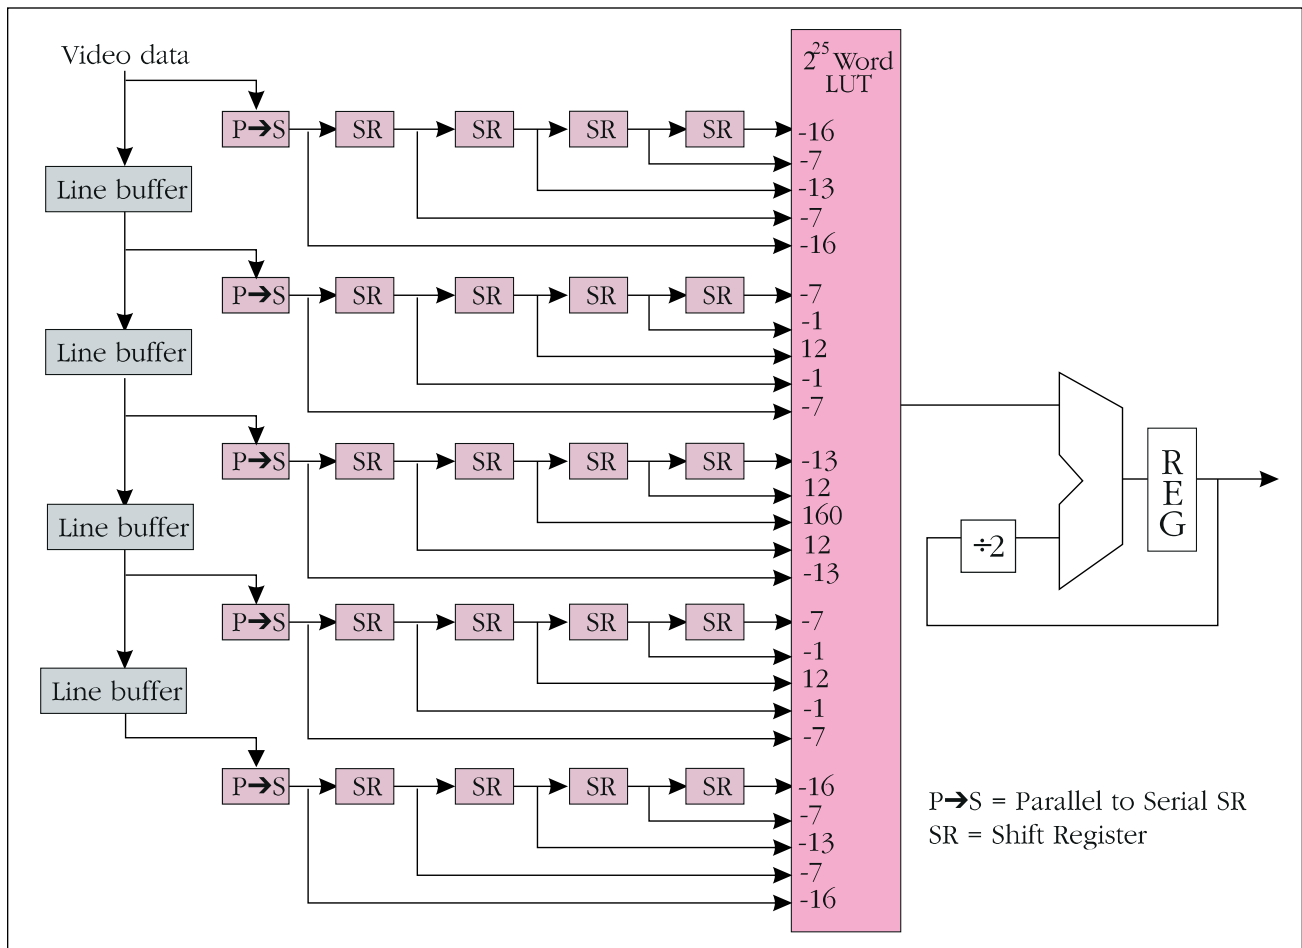 Video data
2^25 Word
LUT
P➔S SR SR SR SR -16
-7
-13
-7
-16
Line buffer
P➔S SR SR SR SR -7
-1
12
-1
-7
Line buffer
P➔S SR SR SR SR -13
12
160
12
-13
Line buffer
P➔S SR SR SR SR -7
-1
12
-1
-7
Line buffer
P➔S SR SR SR SR -16
-7
-13
-7
-16
R
E
G
÷2
P➔S = Parallel to Serial SR
SR = Shift Register